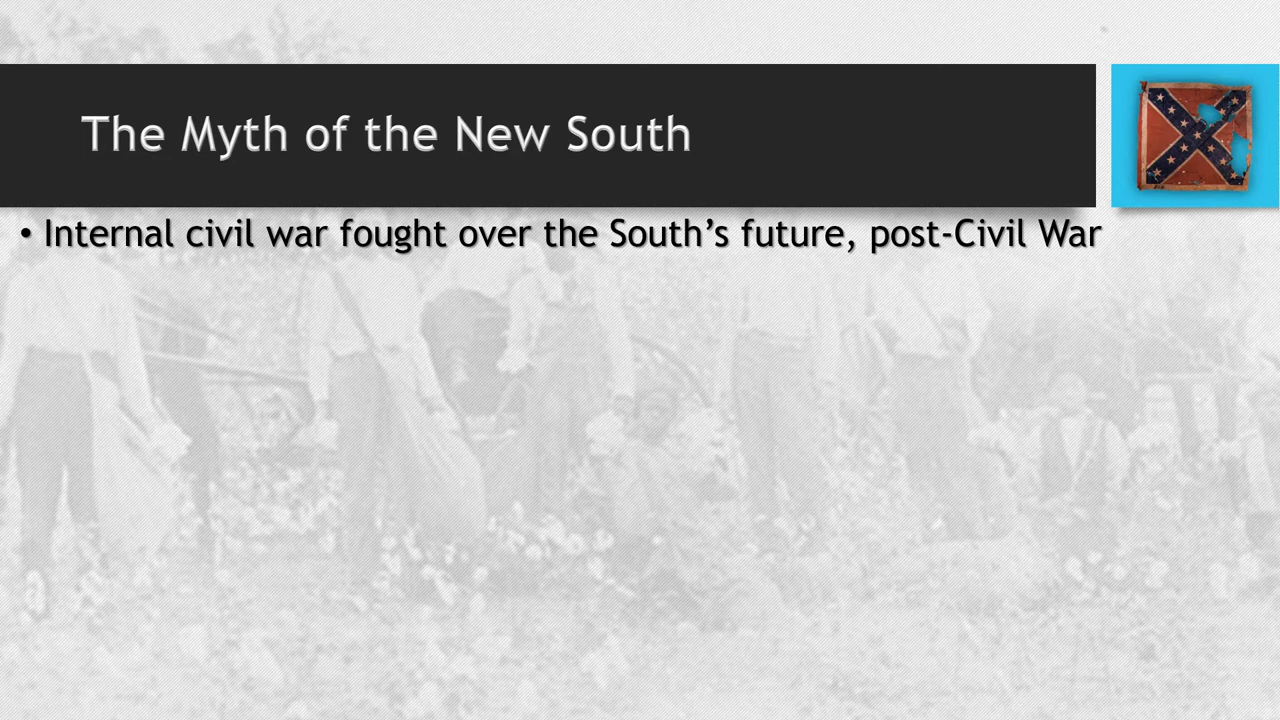 The Myth of the New South
• Internal civil war fought over the South’s future, post-Civil War